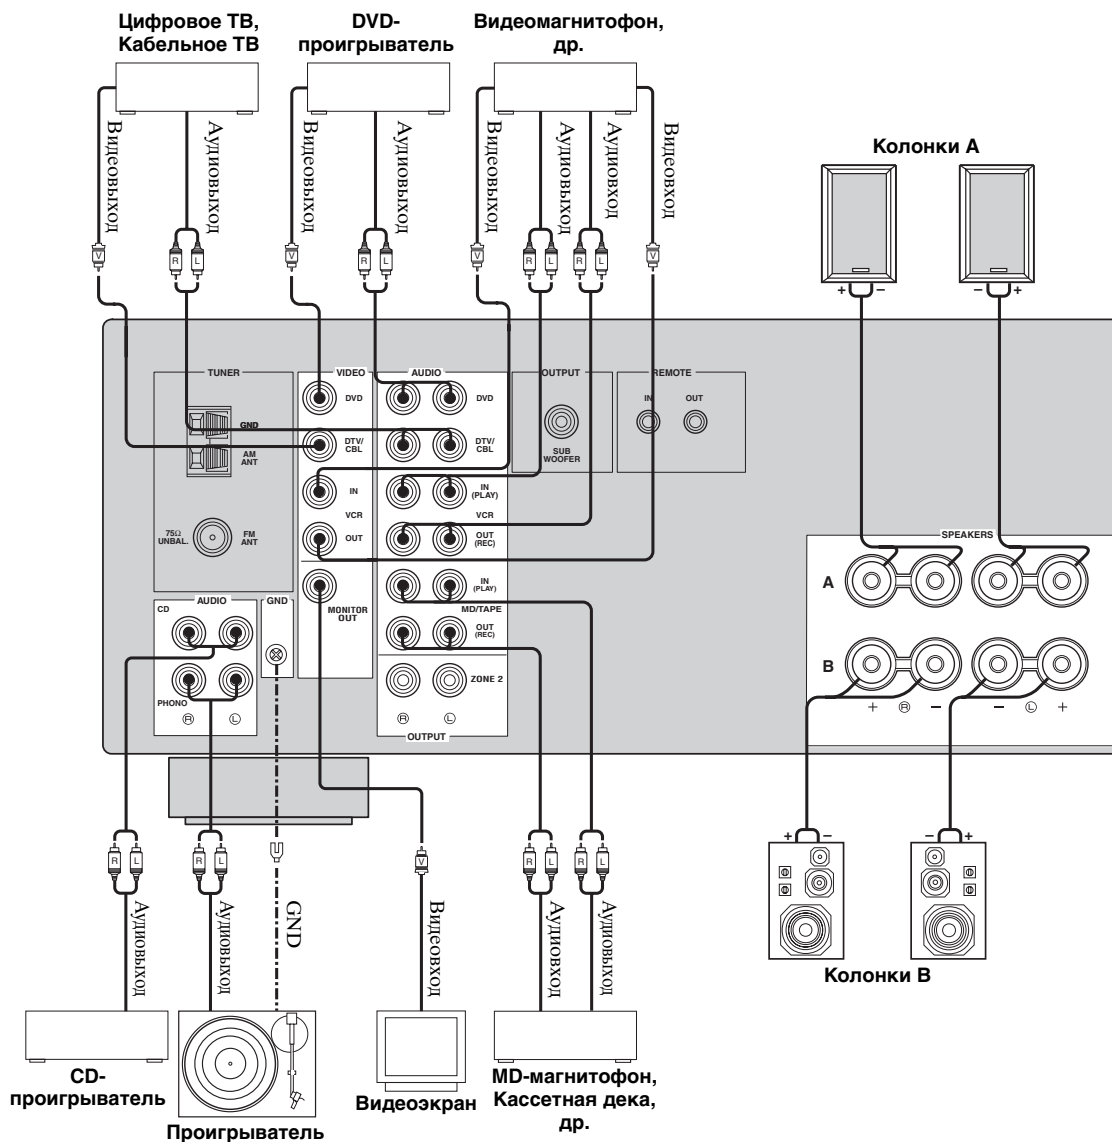 Цифровое ТВ,
Кабельное ТВ
DVD-
проигрыватель
Видеомагнитофон,
др.
Видеовыход
Аудиовыход
Видеовыход
Аудиовыход
Видеовыход
Аудиовыход
Аудиовход
Видеовход
V
R
L
V
R
L
V
R
L
R
L
V
Колонки A
+
–
–
+
TUNER
GND
AM
ANT
75Ω
UNBAL.
FM
ANT
VIDEO
DVD
DTV/
CBL
IN
VCR
OUT
MONITOR
OUT
AUDIO
DVD
DTV/
CBL
IN
(PLAY)
VCR
OUT
(REC)
IN
(PLAY)
MD/TAPE
OUT
(REC)
ZONE 2
R
L
OUTPUT
OUTPUT
SUB
WOOFER
REMOTE
IN
OUT
SPEAKERS
A
B
+
R
–
–
L
+
AUDIO
CD
PHONO
R
L
GND
R
L
R
L
V
R
L
R
L
Аудиовыход
Аудиовыход
GND
Видеовход
Аудиовход
Аудиовыход
+
–
–
+
Колонки B
CD-
проигрыватель
Проигрыватель
Видеоэкран
MD-магнитофон,
Кассетная дека,
др.